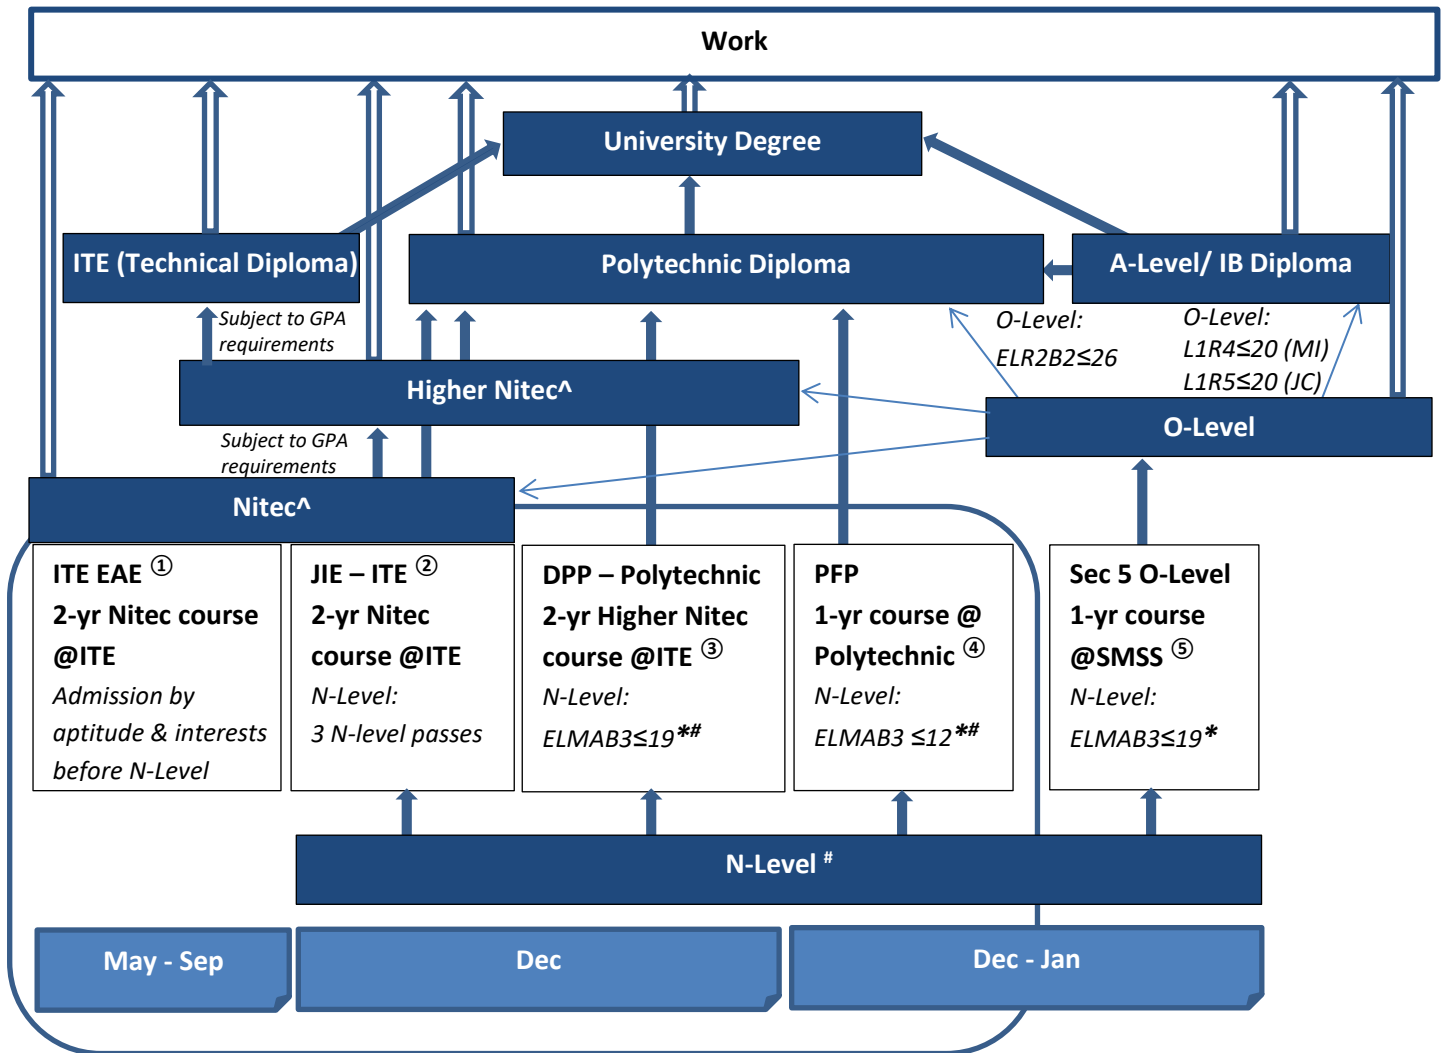 Work
University Degree
ITE (Technical Diploma)
Polytechnic Diploma
A-Level/ IB Diploma
Subject to GPA
requirements
O-Level:
ELR2B2≤26
O-Level:
L1R4≤20 (MI)
L1R5≤20 (JC)
Higher Nitec^
O-Level
Subject to GPA
requirements
Nitec^
ITE EAE ①
2-yr Nitec course
@ITE
Admission by
aptitude & interests
before N-Level
JIE – ITE ②
2-yr Nitec
course @ITE
N-Level:
3 N-level passes
DPP – Polytechnic
2-yr Higher Nitec
course @ITE ③
N-Level:
ELMAB3≤19*#
PFP
1-yr course @
Polytechnic ④
N-Level:
ELMAB3 ≤12*#
Sec 5 O-Level
1-yr course
@SMSS ⑤
N-Level:
ELMAB3≤19*
N-Level #
May - Sep
Dec
Dec - Jan